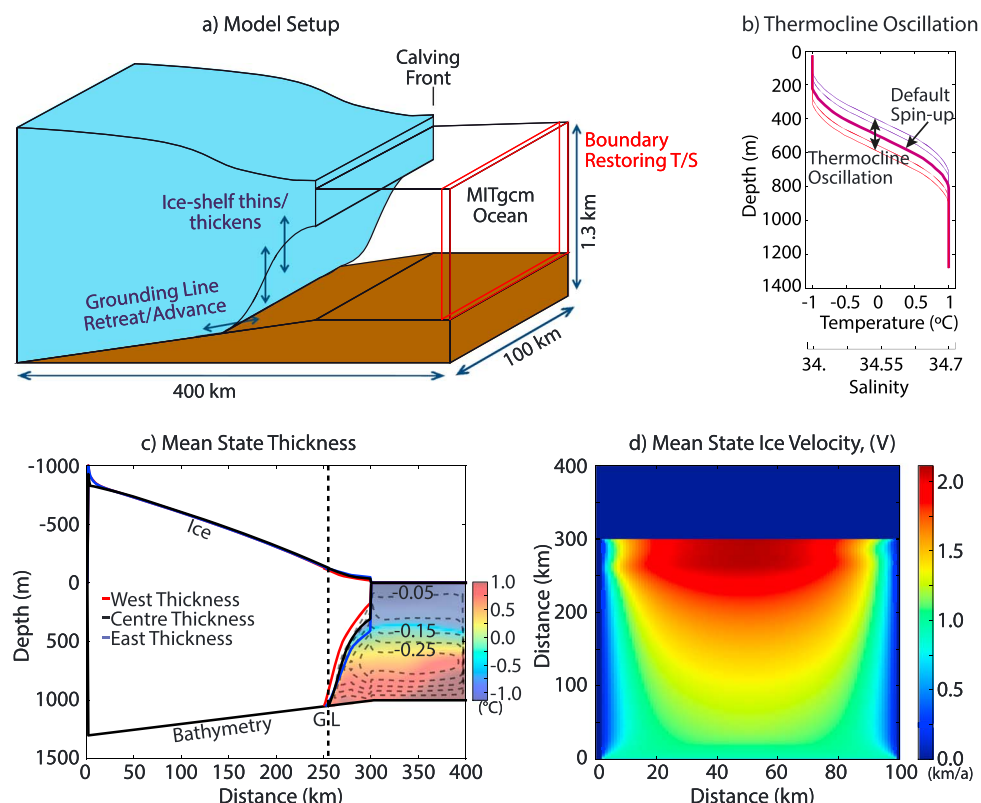 a) Model Setup
Calving
Front
Boundary
Restoring T/S
MITgcm
Ocean
Ice-shelf thins/
thickens
Grounding Line
Retreat/Advance
1.3 km
100 km
400 km
b) Thermocline Oscillation
0
200
400
600
800
1000
1200
1400
Depth (m)
Default
Spin-up
Thermocline
Oscillation
-1 -0.5 0 0.5 1
Temperature (ºC)
34. 34.55 34.7
Salinity
c) Mean State Thickness
-1000
-500
0
500
1000
1500
Depth (m)
Ice
West Thickness
Centre Thickness
East Thickness
-0.05
-0.15
-0.25
1.0
0.5
0.0
-0.5
-1.0
(°C)
Bathymetry
GL
0 50 100 150 200 250 300 350 400
Distance (km)
d) Mean State Ice Velocity, (V)
400
300
200
100
0
Distance (km)
0 20 40 60 80 100
Distance (km)
2.0
1.5
1.0
0.5
0.0
(km/a)